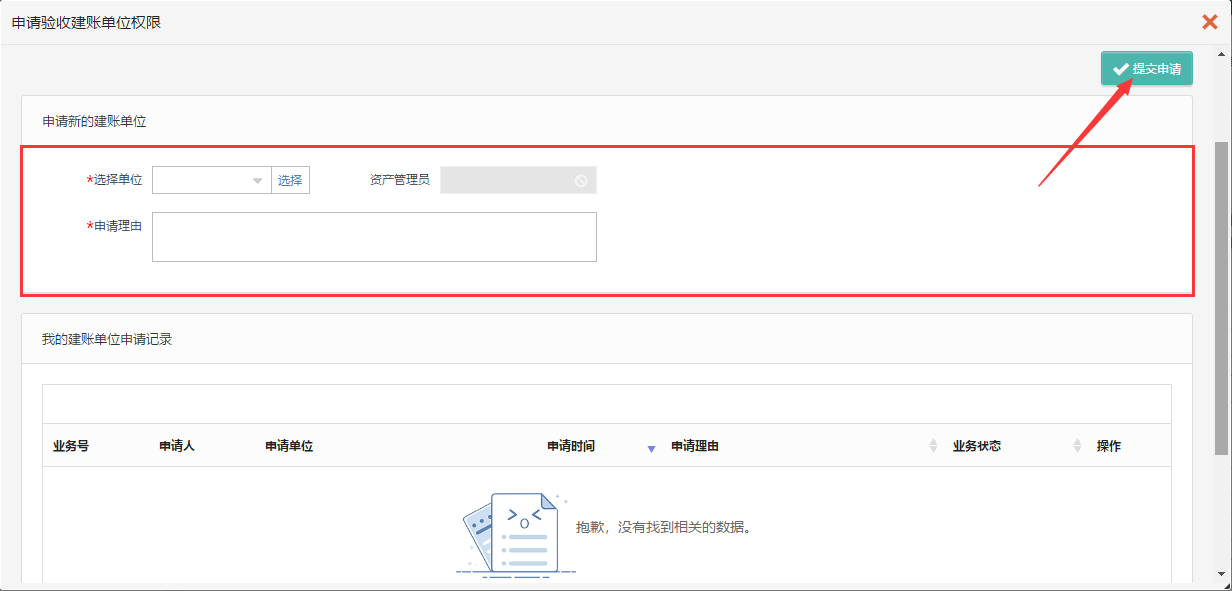 申请验收建账单位权限
提交申请
申请新的建账单位
*选择单位 选择 资产管理员
*申请理由
我的建账单位申请记录
业务号 申请人 申请单位 申请时间 申请理由 业务状态 操作
抱歉，没有找到相关的数据。